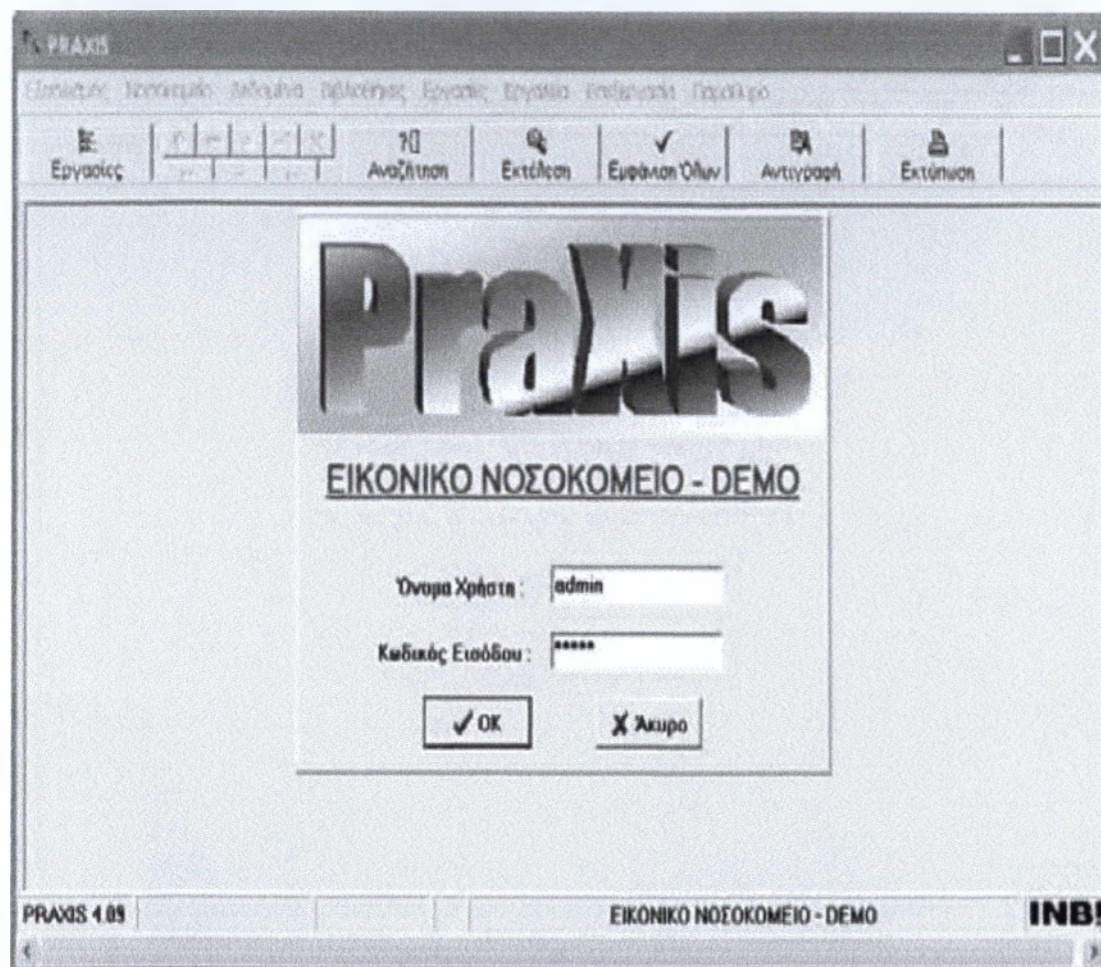 PRAXIS
Εργασίες Αναζήτηση Εκτέλεση Εμφάνιση Όλων Αντιγραφή Εκτύπωση
PraXis
ΕΙΚΟΝΙΚΟ ΝΟΣΟΚΟΜΕΙΟ - DEMO
Όνομα Χρήστη : admin
Κωδικός Εισόδου : *****
OK Άκυρο
PRAXIS 4.09 ΕΙΚΟΝΙΚΟ ΝΟΣΟΚΟΜΕΙΟ - DEMO